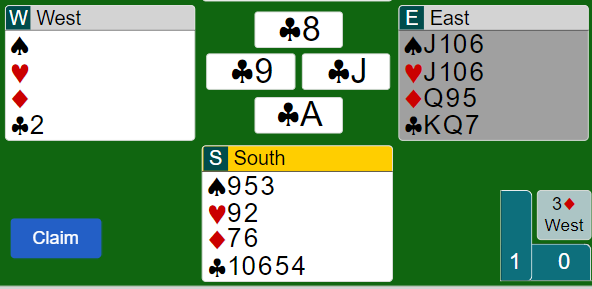 W West
♠
♥
♦
♣2
♣8
♣9 ♣J
♣A
E East
♠J106
♥J106
♦Q95
♣KQ7
S South
♠953
♥92
♦76
♣10654
Claim
3♦
West
1 0